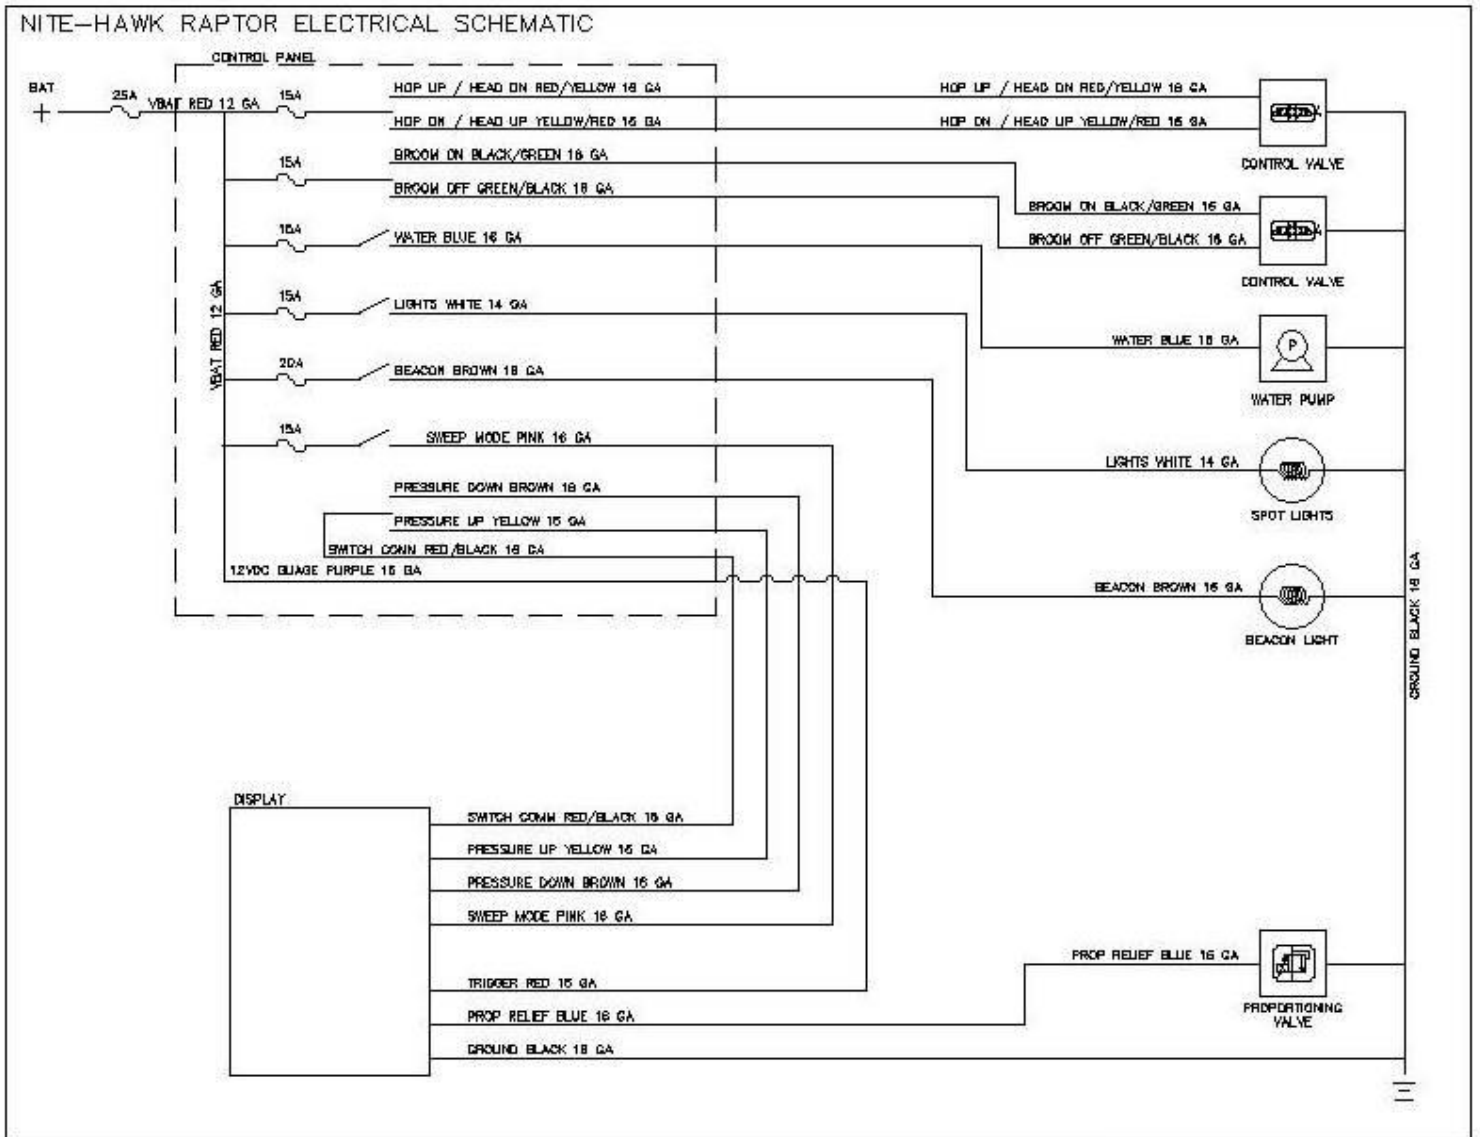 NITE-HAWK RAPTOR ELECTRICAL SCHEMATIC
CONTROL PANEL
BAT
25A
VBAT RED 12 GA
15A
HOP UP / HEAD DN RED/YELLOW 16 GA
HOP UP / HEAD DN RED/YELLOW 16 GA
HOP DN / HEAD UP YELLOW/RED 16 GA
HOP DN / HEAD UP YELLOW/RED 16 GA
CONTROL VALVE
15A
BROOM ON BLACK/GREEN 16 GA
BROOM OFF GREEN/BLACK 16 GA
BROOM ON BLACK/GREEN 16 GA
BROOM OFF GREEN/BLACK 16 GA
CONTROL VALVE
15A
WATER BLUE 16 GA
VBAT RED 12 GA
15A
LIGHTS WHITE 14 GA
WATER BLUE 16 GA
P
WATER PUMP
20A
BEACON BROWN 16 GA
15A
SWEEP MODE PINK 16 GA
LIGHTS WHITE 14 GA
SPOT LIGHTS
PRESSURE DOWN BROWN 16 GA
PRESSURE UP YELLOW 16 GA
SWITCH COMM RED/BLACK 16 GA
12VDC GUAGE PURPLE 16 GA
BEACON BROWN 16 GA
BEACON LIGHT
GROUND BLACK 16 GA
DISPLAY
SWITCH COMM RED/BLACK 16 GA
PRESSURE UP YELLOW 16 GA
PRESSURE DOWN BROWN 16 GA
SWEEP MODE PINK 16 GA
TRIGGER RED 16 GA
PROP RELIEF BLUE 16 GA
PROP RELIEF BLUE 16 GA
PROPORTIONING
VALVE
GROUND BLACK 16 GA